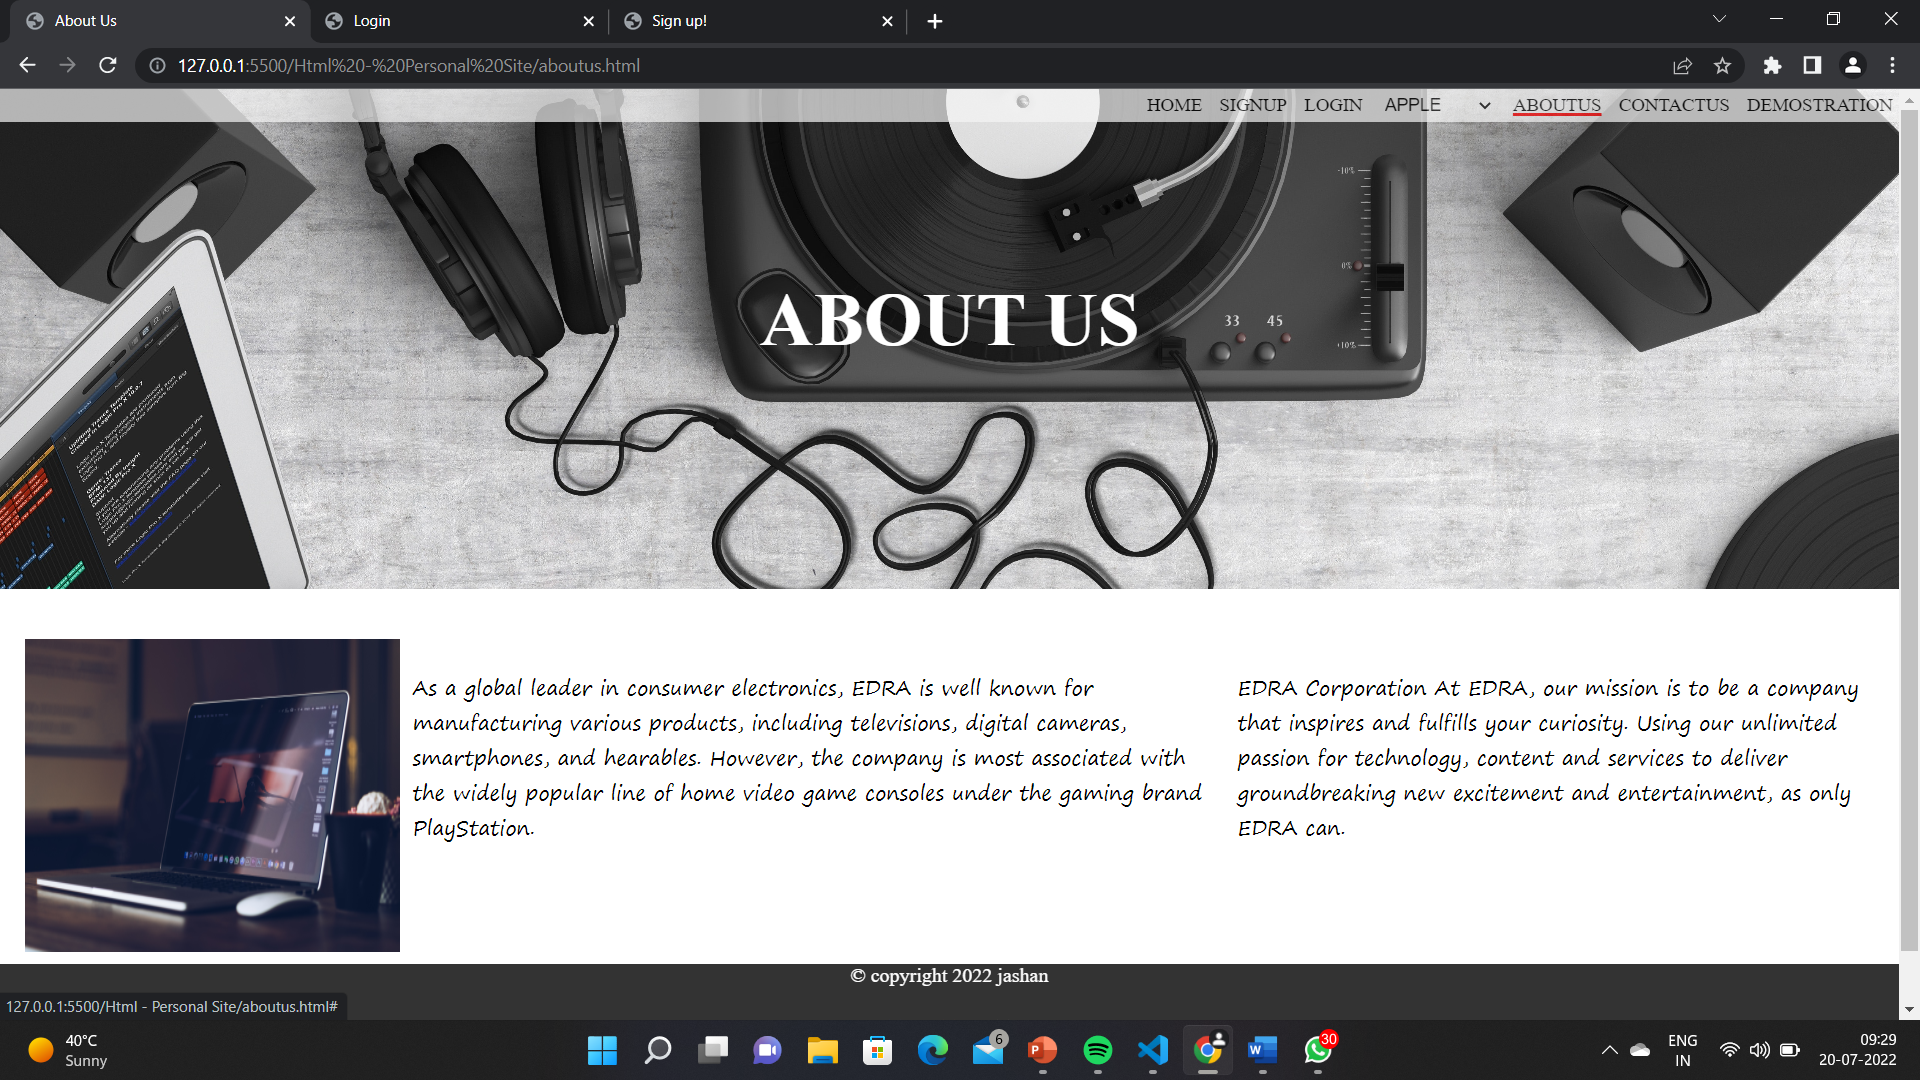 About Us
Login
Sign up!
127.0.0.1:5500/Html%20-%20Personal%20Site/aboutus.html
HOME SIGNUP LOGIN APPLE ABOUTUS CONTACTUS DEMOSTRATION
-10%
0%
33 45
+10%
ABOUT US
As a global leader in consumer electronics, EDRA is well known for
manufacturing various products, including televisions, digital cameras,
smartphones, and hearables. However, the company is most associated with
the widely popular line of home video game consoles under the gaming brand
PlayStation.
EDRA Corporation At EDRA, our mission is to be a company
that inspires and fulfills your curiosity. Using our unlimited
passion for technology, content and services to deliver
groundbreaking new excitement and entertainment, as only
EDRA can.
© copyright 2022 jashan
127.0.0.1:5500/Html - Personal Site/aboutus.html#
40°C
Sunny
6
30
ENG
IN
09:29
20-07-2022